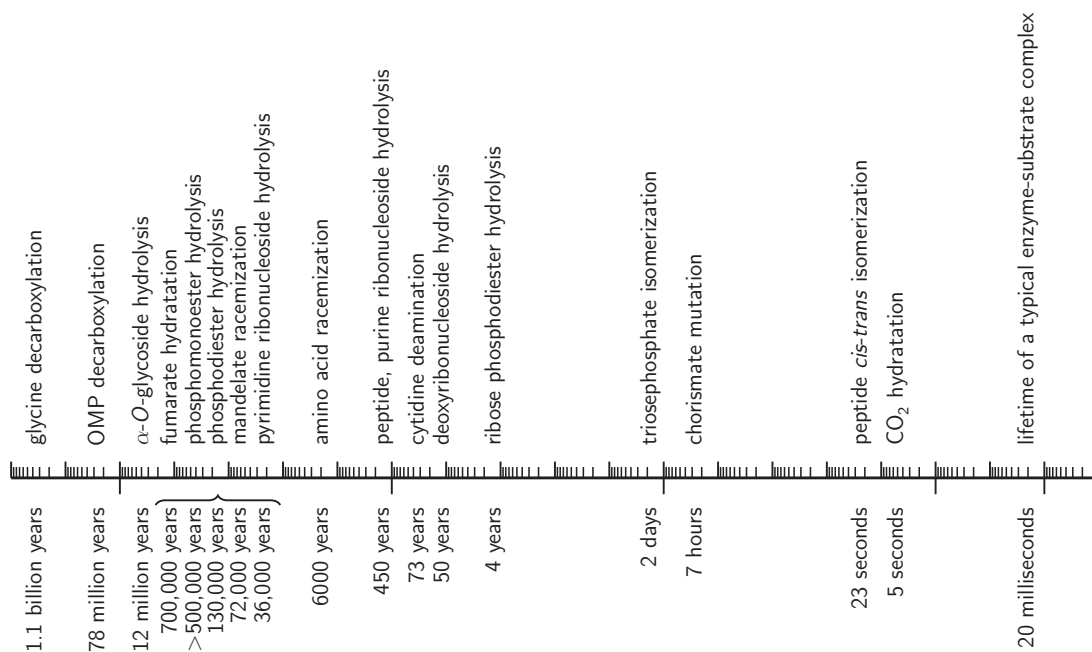 glycine decarboxylation
OMP decarboxylation
α-O-glycoside hydrolysis
fumarate hydratation
phosphomonoester hydrolysis
phosphodiester hydrolysis
mandelate racemization
pyrimidine ribonucleoside hydrolysis
amino acid racemization
peptide, purine ribonucleoside hydrolysis
cytidine deamination
deoxyribonucleoside hydrolysis
ribose phosphodiester hydrolysis
triosephosphate isomerization
chorismate mutation
peptide cis-trans isomerization
CO₂ hydratation
lifetime of a typical enzyme-substrate complex
1.1 billion years
78 million years
12 million years
700,000 years
>500,000 years
130,000 years
72,000 years
36,000 years
6000 years
450 years
73 years
50 years
4 years
2 days
7 hours
23 seconds
5 seconds
20 milliseconds